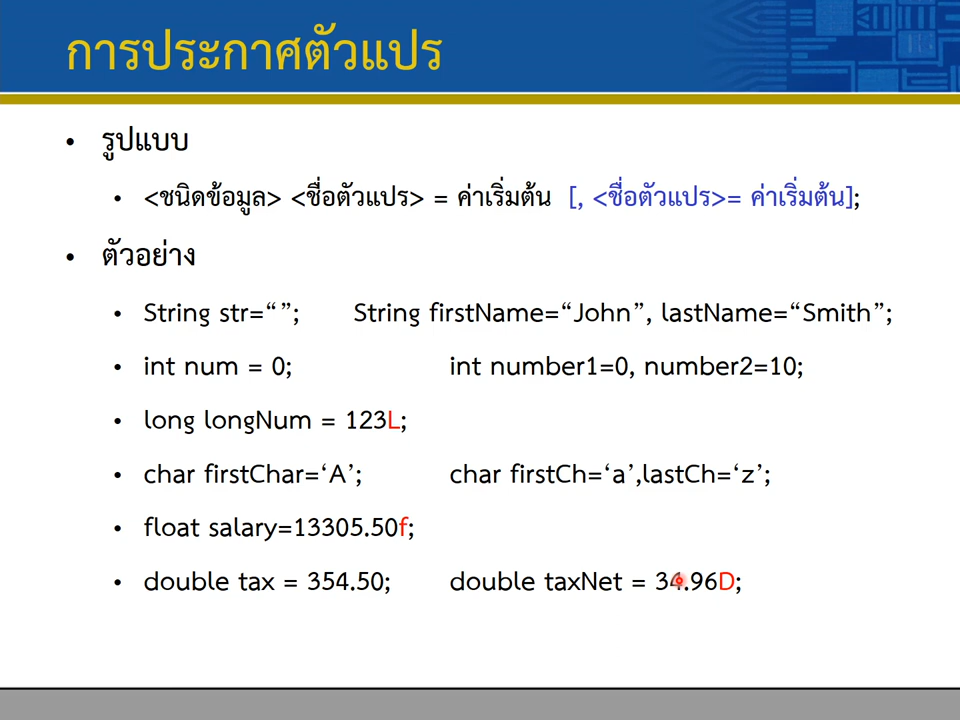 การประกาศตัวแปร
• รูปแบบ
• <ชนิดข้อมูล> <ชื่อตัวแปร> = ค่าเริ่มต้น [, <ชื่อตัวแปร>= ค่าเริ่มต้น];
• ตัวอย่าง
• String str=“”; String firstName=“John”, lastName=“Smith”;
• int num = 0; int number1=0, number2=10;
• long longNum = 123L;
• char firstChar=‘A’; char firstCh=‘a’,lastCh=‘z’;
• float salary=13305.50f;
• double tax = 354.50; double taxNet = 34.96D;